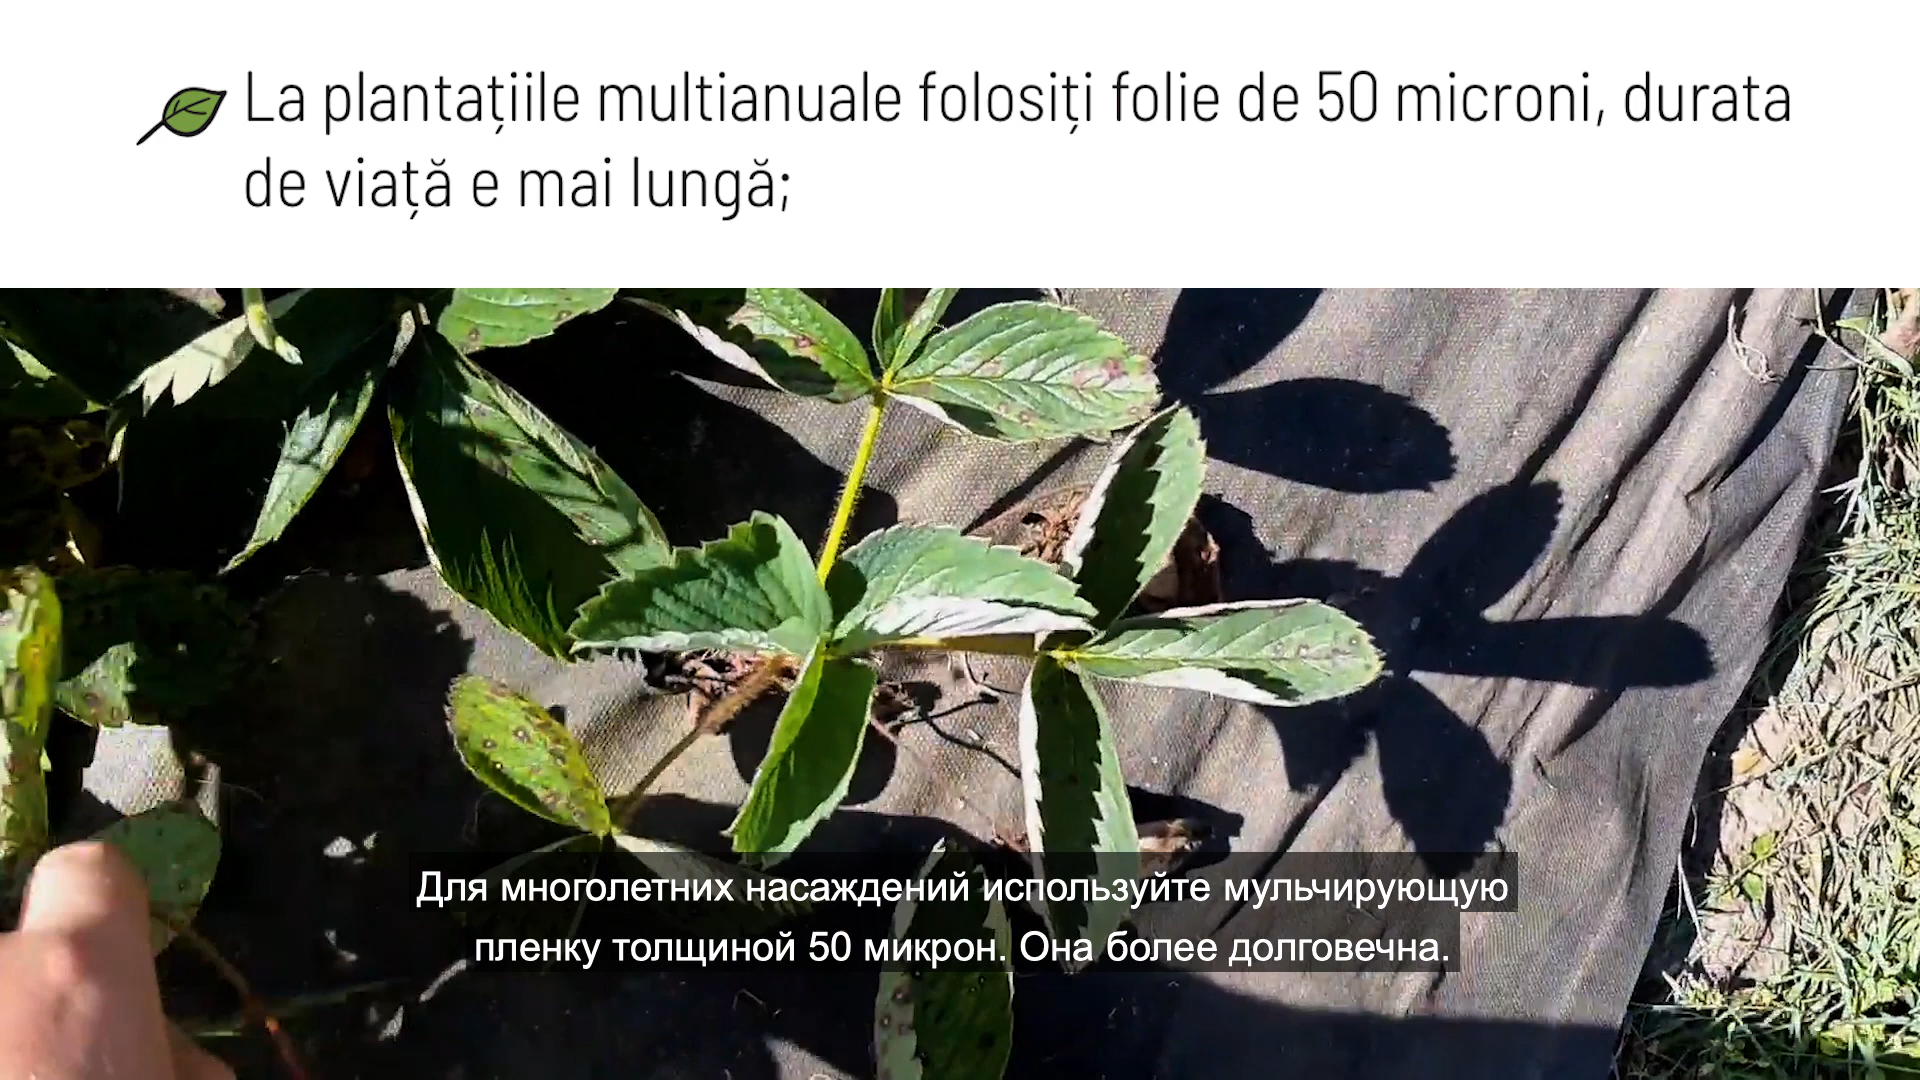 La plantațiile multianuale folosiți folie de 50 microni, durata
de viață e mai lungă;
Для многолетних насаждений используйте мульчирующую
пленку толщиной 50 микрон. Она более долговечна.